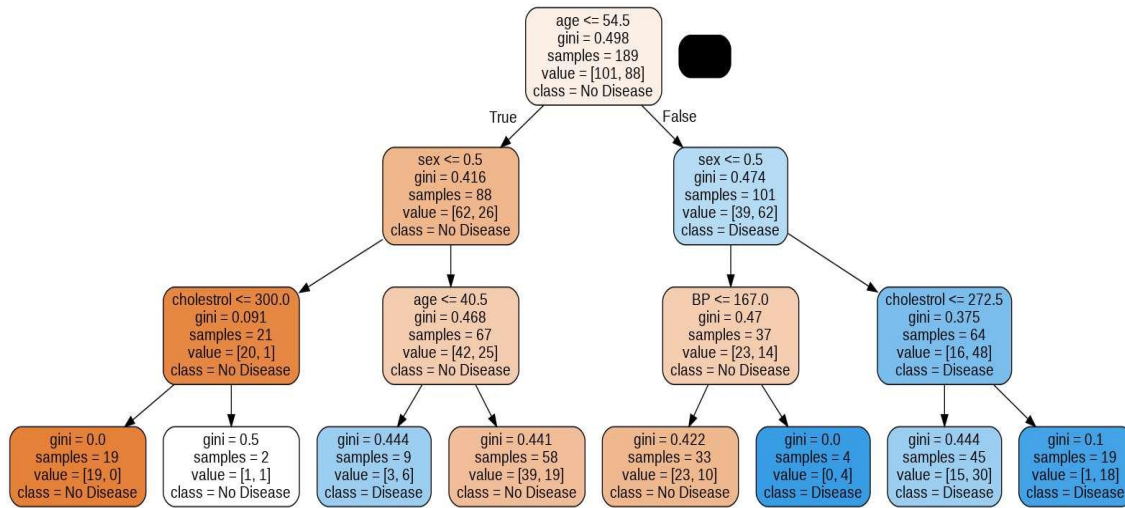 age <= 54.5
gini = 0.498
samples = 189
value = [101, 88]
class = No Disease
True
False
sex <= 0.5
gini = 0.416
samples = 88
value = [62, 26]
class = No Disease
sex <= 0.5
gini = 0.474
samples = 101
value = [39, 62]
class = Disease
cholestrol <= 300.0
gini = 0.091
samples = 21
value = [20, 1]
class = No Disease
age <= 40.5
gini = 0.468
samples = 67
value = [42, 25]
class = No Disease
BP <= 167.0
gini = 0.47
samples = 37
value = [23, 14]
class = No Disease
cholestrol <= 272.5
gini = 0.375
samples = 64
value = [16, 48]
class = Disease
gini = 0.0
samples = 19
value = [19, 0]
class = No Disease
gini = 0.5
samples = 2
value = [1, 1]
class = No Disease
gini = 0.444
samples = 9
value = [3, 6]
class = Disease
gini = 0.441
samples = 58
value = [39, 19]
class = No Disease
gini = 0.422
samples = 33
value = [23, 10]
class = No Disease
gini = 0.0
samples = 4
value = [0, 4]
class = Disease
gini = 0.444
samples = 45
value = [15, 30]
class = Disease
gini = 0.1
samples = 19
value = [1, 18]
class = Disease